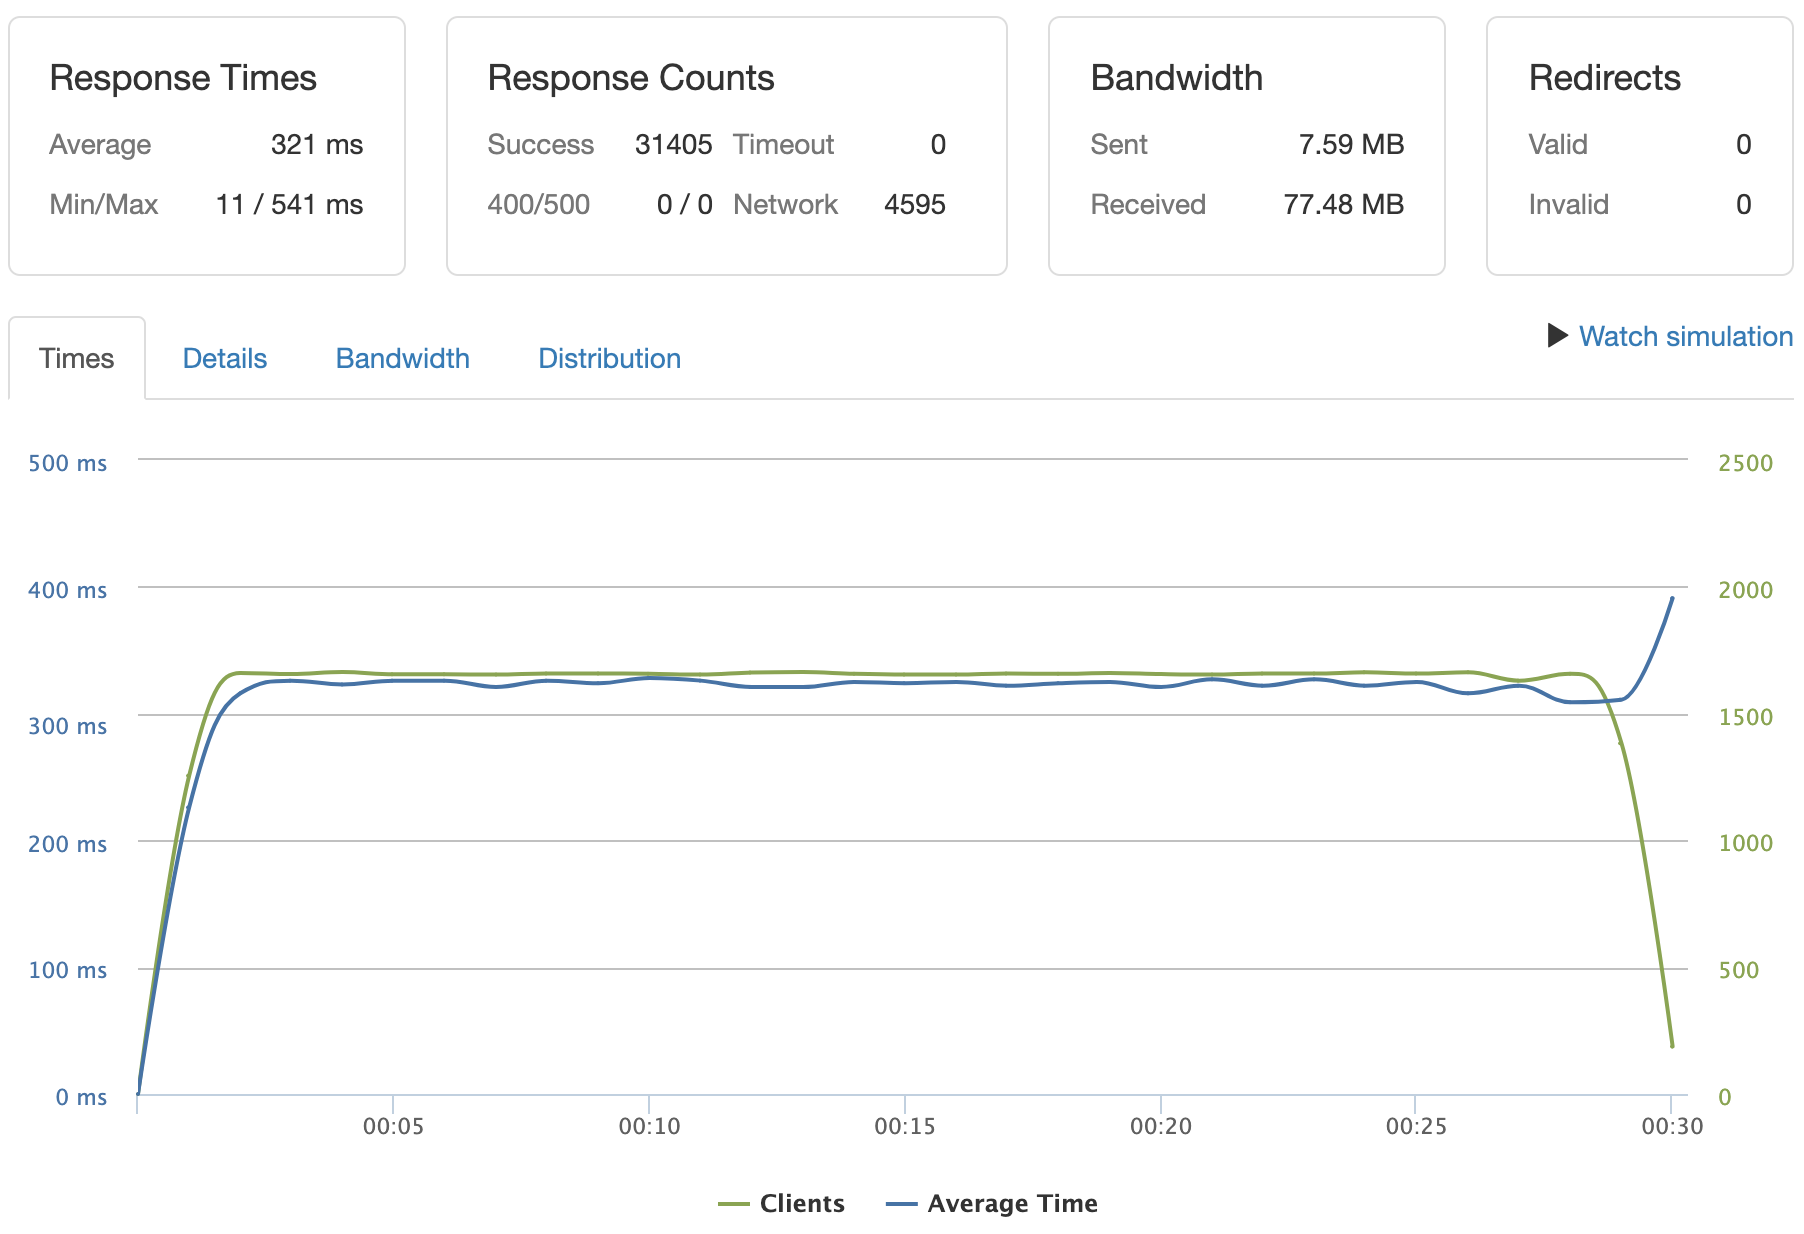 Response Times
Average 321 ms
Min/Max 11 / 541 ms
Response Counts
Success 31405 Timeout 0
400/500 0 / 0 Network 4595
Bandwidth
Sent 7.59 MB
Received 77.48 MB
Redirects
Valid 0
Invalid 0
Times Details Bandwidth Distribution
Watch simulation
500 ms 2500
400 ms 2000
300 ms 1500
200 ms 1000
100 ms 500
0 ms 0
00:05 00:10 00:15 00:20 00:25 00:30
Clients Average Time